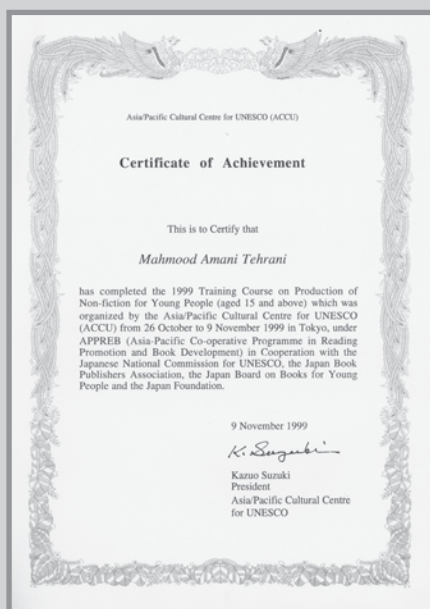 Asia/Pacific Cultural Centre for UNESCO (ACCU)
Certificate of Achievement
This is to Certify that
Mahmood Amani Tehrani
has completed the 1999 Training Course on Production of
Non-fiction for Young People (aged 15 and above) which was
organized by the Asia/Pacific Cultural Centre for UNESCO
(ACCU) from 26 October to 9 November 1999 in Tokyo, under
APPREB (Asia-Pacific Co-operative Programme in Reading
Promotion and Book Development) in Cooperation with the
Japanese National Commission for UNESCO, the Japan Book
Publishers Association, the Japan Board on Books for Young
People and the Japan Foundation.
9 November 1999
K. Suzuki
Kazuo Suzuki
President
Asia/Pacific Cultural Centre
for UNESCO